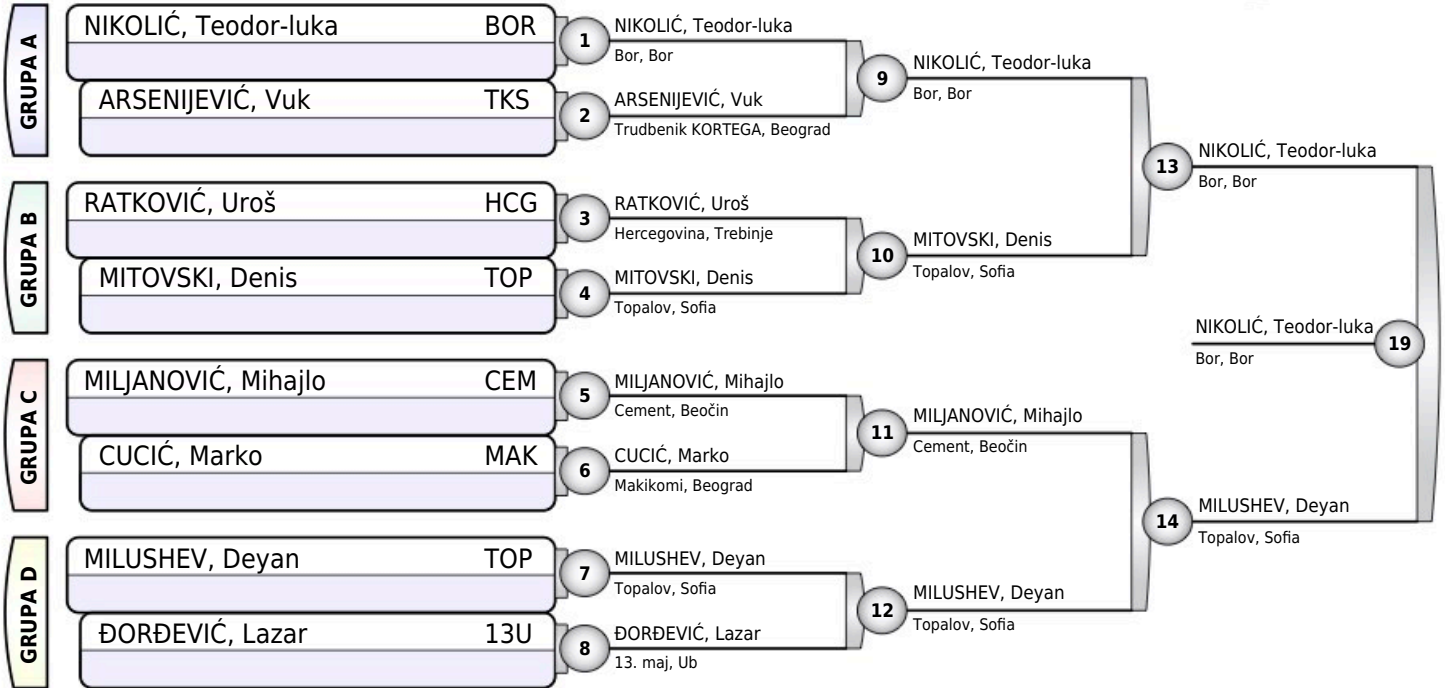 GRUPA A
NIKOLIĆ, Teodor-luka BOR
ARSENIJEVIĆ, Vuk TKS
GRUPA B
RATKOVIĆ, Uroš HCG
MITOVSKI, Denis TOP
GRUPA C
MILJANOVIĆ, Mihajlo CEM
CUCIĆ, Marko MAK
GRUPA D
MILUSHEV, Deyan TOP
ĐORĐEVIĆ, Lazar 13U
1 NIKOLIĆ, Teodor-luka
Bor, Bor
2 ARSENIJEVIĆ, Vuk
Trudbenik KORTEGA, Beograd
3 RATKOVIĆ, Uroš
Hercegovina, Trebinje
4 MITOVSKI, Denis
Topalov, Sofia
5 MILJANOVIĆ, Mihajlo
Cement, Beočin
6 CUCIĆ, Marko
Makikomi, Beograd
7 MILUSHEV, Deyan
Topalov, Sofia
8 ĐORĐEVIĆ, Lazar
13. maj, Ub
9 NIKOLIĆ, Teodor-luka
Bor, Bor
10 MITOVSKI, Denis
Topalov, Sofia
11 MILJANOVIĆ, Mihajlo
Cement, Beočin
12 MILUSHEV, Deyan
Topalov, Sofia
13 NIKOLIĆ, Teodor-luka
Bor, Bor
14 MILUSHEV, Deyan
Topalov, Sofia
NIKOLIĆ, Teodor-luka 19
Bor, Bor